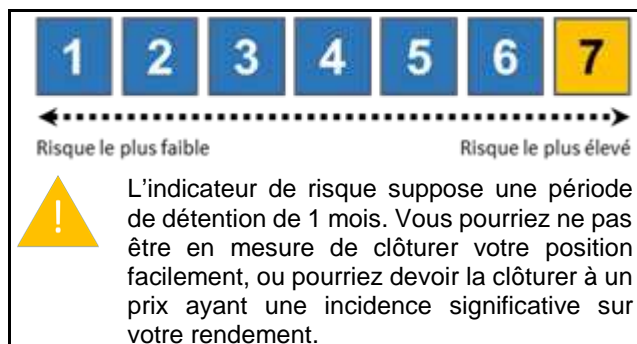 1 2 3 4 5 6 7
Risque le plus faible Risque le plus élevé
!
L’indicateur de risque suppose une période
de détention de 1 mois. Vous pourriez ne pas
être en mesure de clôturer votre position
facilement, ou pourriez devoir la clôturer à un
prix ayant une incidence significative sur
votre rendement.